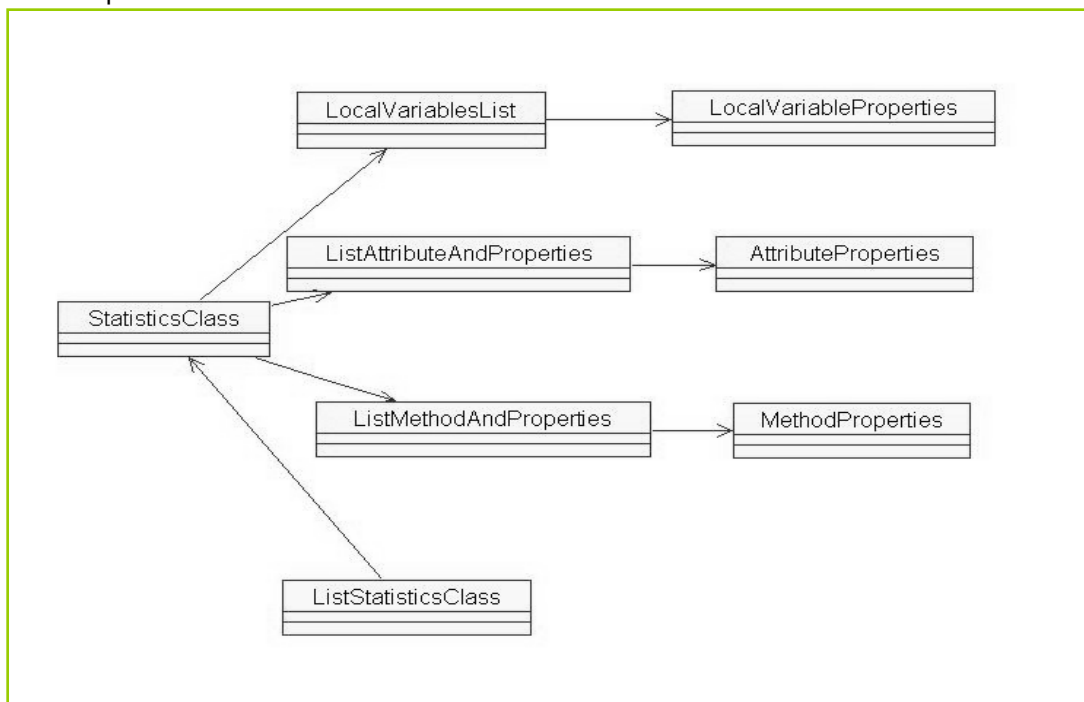 LocalVariablesList
LocalVariableProperties
ListAttributeAndProperties
AttributeProperties
StatisticsClass
ListMethodAndProperties
MethodProperties
ListStatisticsClass